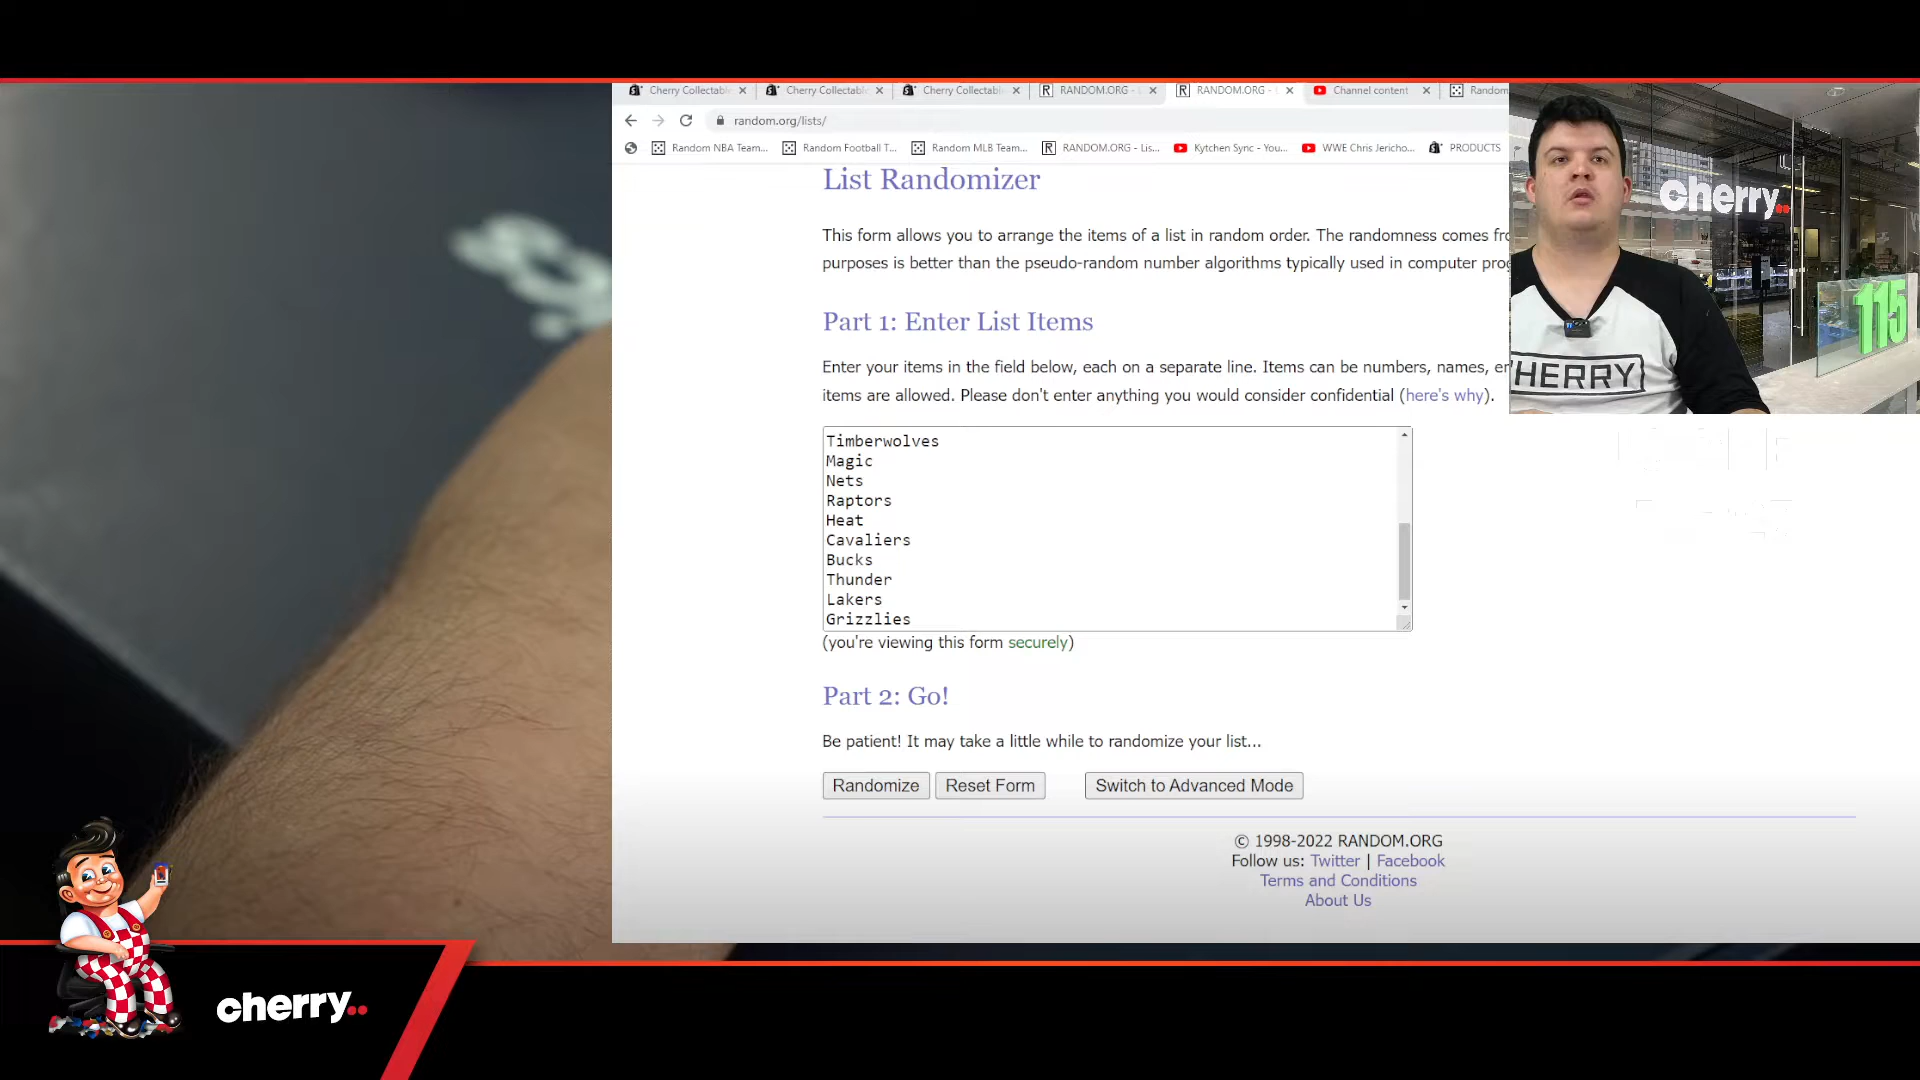 Cherry Collectabl
Cherry Collectabl
Cherry Collectabl
RANDOM.ORG - L
RANDOM.ORG - L
Channel content
Random
random.org/lists/
Random NBA Team...
Random Football T...
Random MLB Team...
RANDOM.ORG - Lis...
Kytchen Sync - You...
WWE Chris Jericho...
PRODUCTS
List Randomizer
This form allows you to arrange the items of a list in random order. The randomness comes fr
purposes is better than the pseudo-random number algorithms typically used in computer pro
Part 1: Enter List Items
Enter your items in the field below, each on a separate line. Items can be numbers, names, e
items are allowed. Please don't enter anything you would consider confidential (here's why).
Timberwolves
Magic
Nets
Raptors
Heat
Cavaliers
Bucks
Thunder
Lakers
Grizzlies
(you're viewing this form securely)
Part 2: Go!
Be patient! It may take a little while to randomize your list...
Randomize
Reset Form
Switch to Advanced Mode
© 1998-2022 RANDOM.ORG
Follow us: Twitter | Facebook
Terms and Conditions
About Us
cherry..
115
HERRY
cherry..